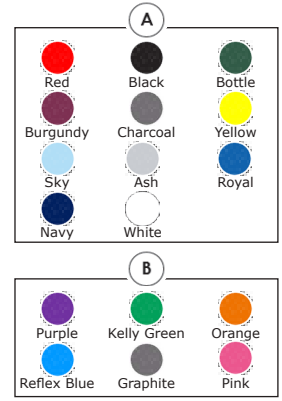 A
Red Black Bottle
Burgundy Charcoal Yellow
Sky Ash Royal
Navy White
B
Purple Kelly Green Orange
Reflex Blue Graphite Pink